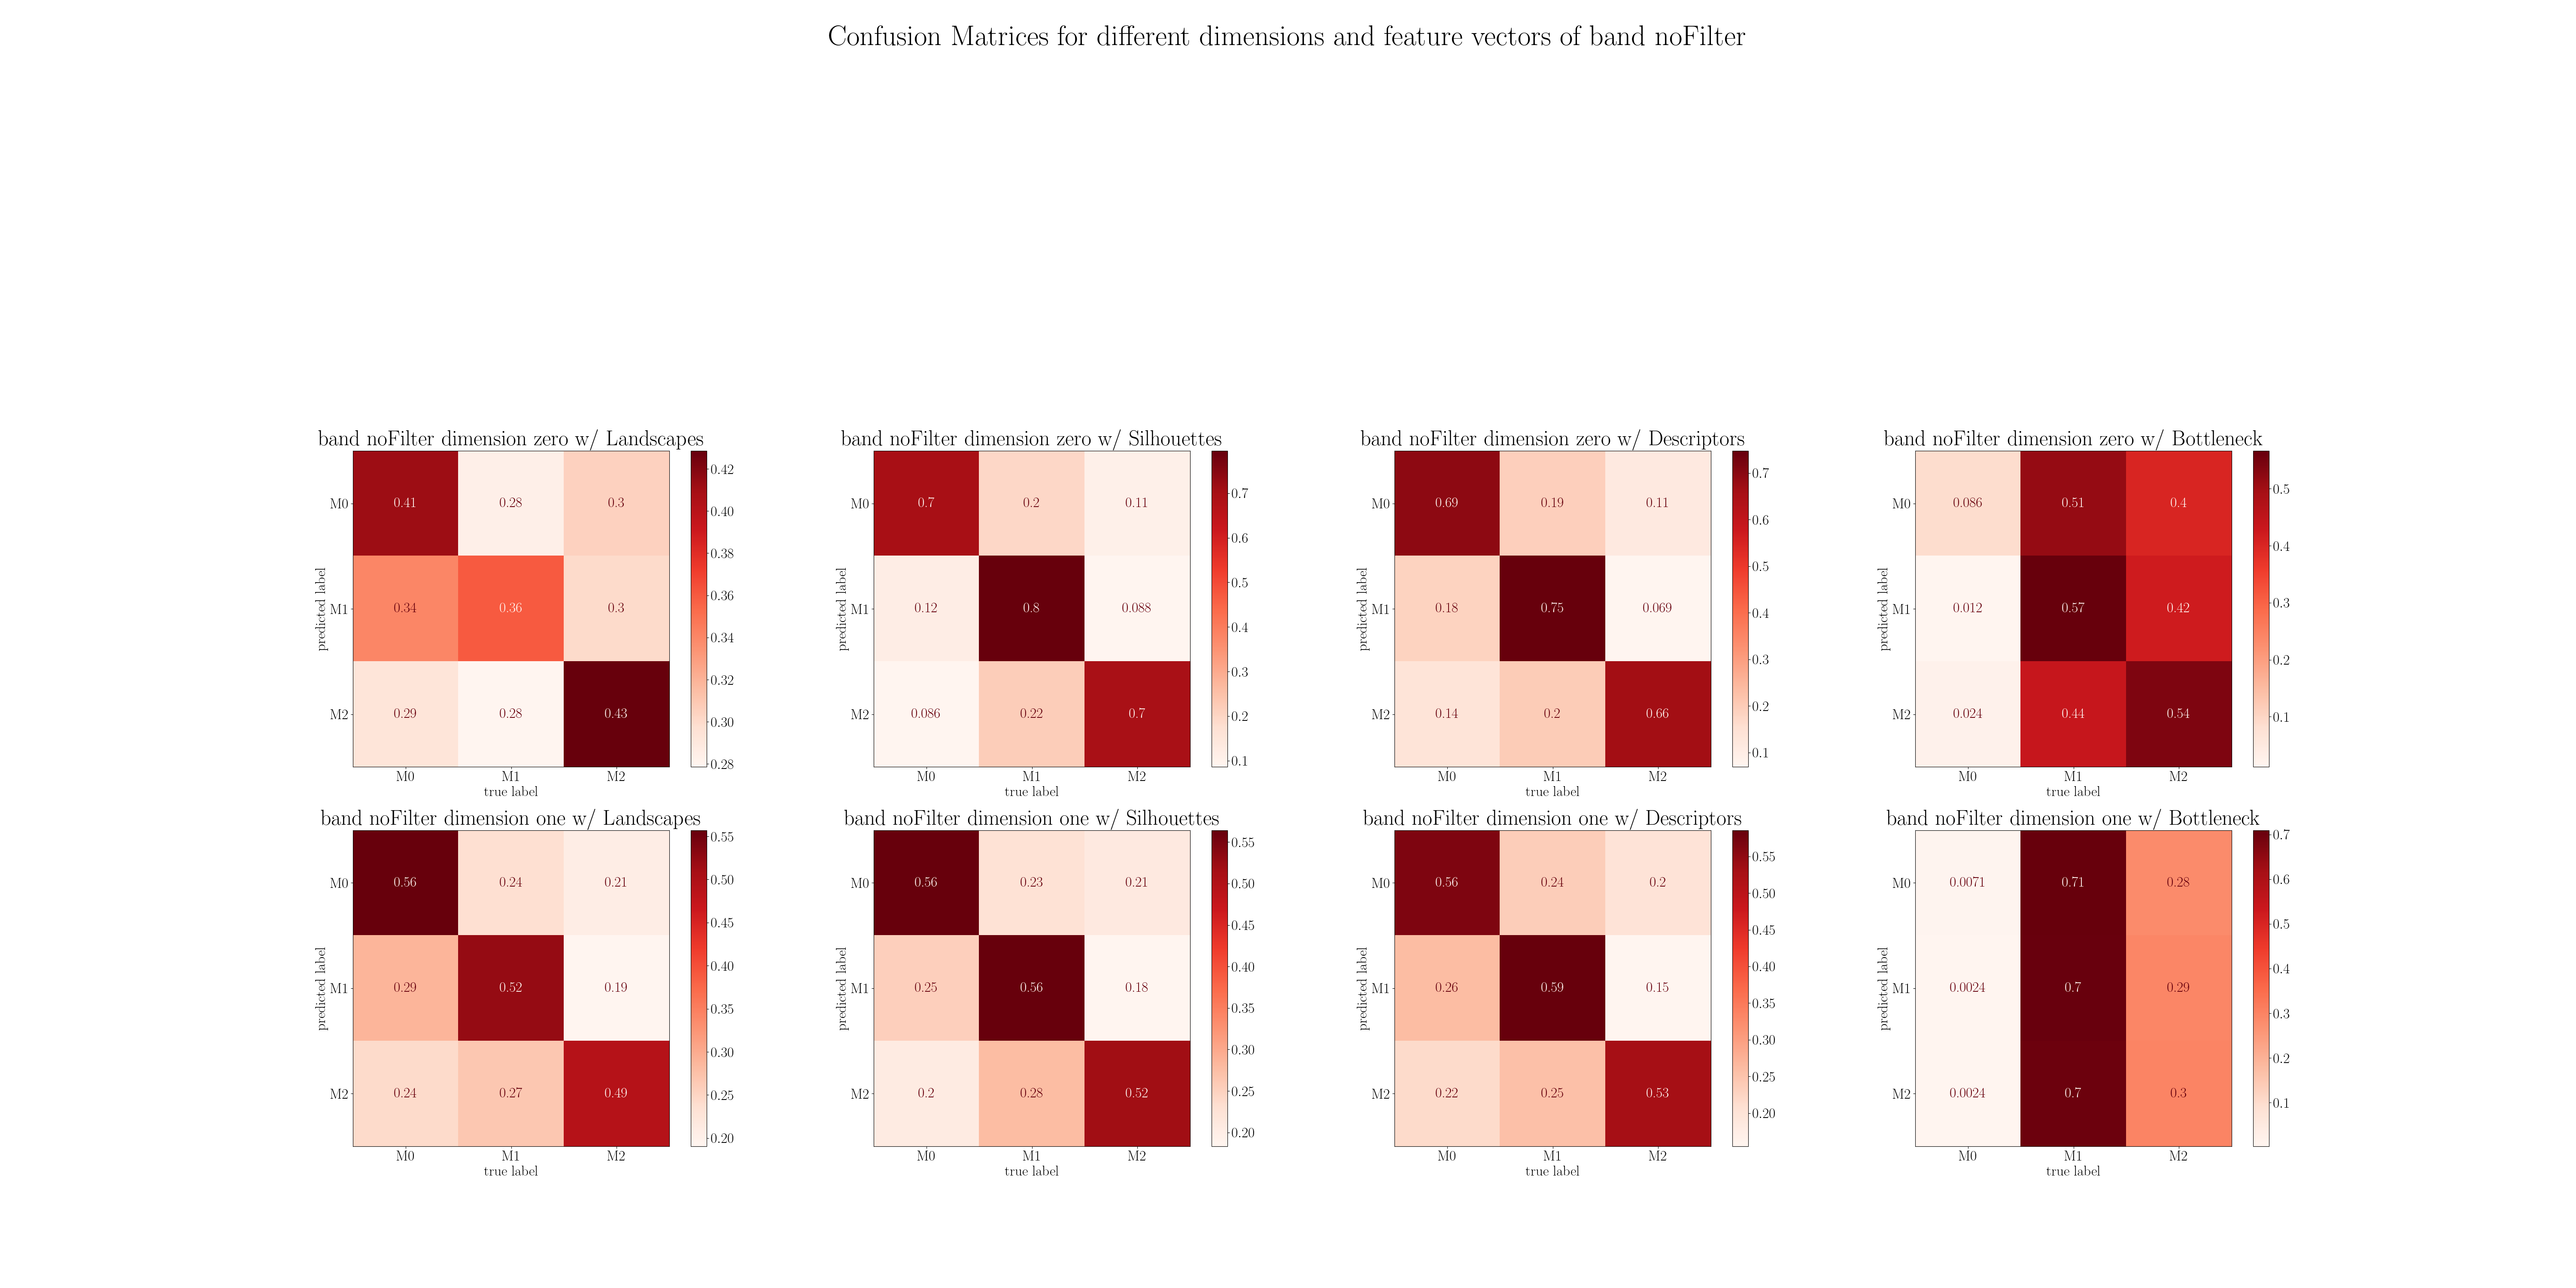 Confusion Matrices for different dimensions and feature vectors of band noFilter
band noFilter dimension zero w/ Landscapes
predicted label
M0 0.41 0.28 0.3
M1 0.34 0.36 0.3
M2 0.29 0.28 0.43
M0 M1 M2
true label
0.42
0.40
0.38
0.36
0.34
0.32
0.30
0.28
band noFilter dimension zero w/ Silhouettes
predicted label
M0 0.7 0.2 0.11
M1 0.12 0.8 0.088
M2 0.086 0.22 0.7
M0 M1 M2
true label
0.7
0.6
0.5
0.4
0.3
0.2
0.1
band noFilter dimension zero w/ Descriptors
predicted label
M0 0.69 0.19 0.11
M1 0.18 0.75 0.069
M2 0.14 0.2 0.66
M0 M1 M2
true label
0.7
0.6
0.5
0.4
0.3
0.2
0.1
band noFilter dimension zero w/ Bottleneck
predicted label
M0 0.086 0.51 0.4
M1 0.012 0.57 0.42
M2 0.024 0.44 0.54
M0 M1 M2
true label
0.5
0.4
0.3
0.2
0.1
band noFilter dimension one w/ Landscapes
predicted label
M0 0.56 0.24 0.21
M1 0.29 0.52 0.19
M2 0.24 0.27 0.49
M0 M1 M2
true label
0.55
0.50
0.45
0.40
0.35
0.30
0.25
0.20
band noFilter dimension one w/ Silhouettes
predicted label
M0 0.56 0.23 0.21
M1 0.25 0.56 0.18
M2 0.2 0.28 0.52
M0 M1 M2
true label
0.55
0.50
0.45
0.40
0.35
0.30
0.25
0.20
band noFilter dimension one w/ Descriptors
predicted label
M0 0.56 0.24 0.2
M1 0.26 0.59 0.15
M2 0.22 0.25 0.53
M0 M1 M2
true label
0.55
0.50
0.45
0.40
0.35
0.30
0.25
0.20
band noFilter dimension one w/ Bottleneck
predicted label
M0 0.0071 0.71 0.28
M1 0.0024 0.7 0.29
M2 0.0024 0.7 0.3
M0 M1 M2
true label
0.7
0.6
0.5
0.4
0.3
0.2
0.1